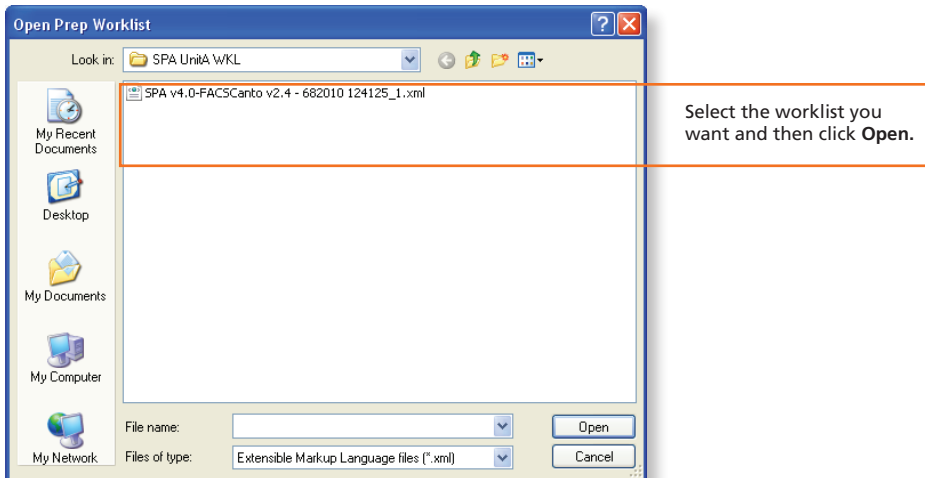 Open Prep Worklist
Look in: SPA UnitA WKL
SPA v4.0-FACSCanto v2.4 - 682010 124125_1.xml
My Recent
Documents
Desktop
My Documents
My Computer
My Network
File name: Open
Files of type: Extensible Markup Language files (*.xml) Cancel
Select the worklist you
want and then click Open.